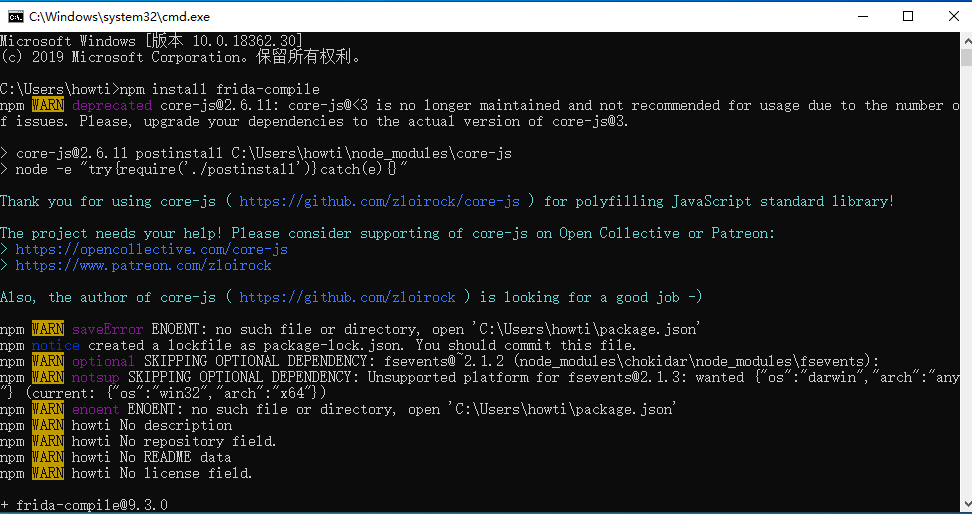 C:\Windows\system32\cmd.exe
Microsoft Windows [版本 10.0.18362.30]
(c) 2019 Microsoft Corporation。保留所有权利。
C:\Users\howti>npm install frida-compile
npm WARN deprecated core-js@2.6.11: core-js@<3 is no longer maintained and not recommended for usage due to the number o
f issues. Please, upgrade your dependencies to the actual version of core-js@3.
> core-js@2.6.11 postinstall C:\Users\howti\node_modules\core-js
> node -e "try{require('./postinstall')}catch(e){}"
Thank you for using core-js ( https://github.com/zloirock/core-js ) for polyfilling JavaScript standard library!
The project needs your help! Please consider supporting of core-js on Open Collective or Patreon:
> https://opencollective.com/core-js
> https://www.patreon.com/zloirock
Also, the author of core-js ( https://github.com/zloirock ) is looking for a good job -)
npm WARN saveError ENOENT: no such file or directory, open 'C:\Users\howti\package.json'
npm notice created a lockfile as package-lock.json. You should commit this file.
npm WARN optional SKIPPING OPTIONAL DEPENDENCY: fsevents@~2.1.2 (node_modules\chokidar\node_modules\fsevents):
npm WARN notsup SKIPPING OPTIONAL DEPENDENCY: Unsupported platform for fsevents@2.1.3: wanted {"os":"darwin","arch":"any
"} (current: {"os":"win32","arch":"x64"})
npm WARN enoent ENOENT: no such file or directory, open 'C:\Users\howti\package.json'
npm WARN howti No description
npm WARN howti No repository field.
npm WARN howti No README data
npm WARN howti No license field.
+ frida-compile@9.3.0